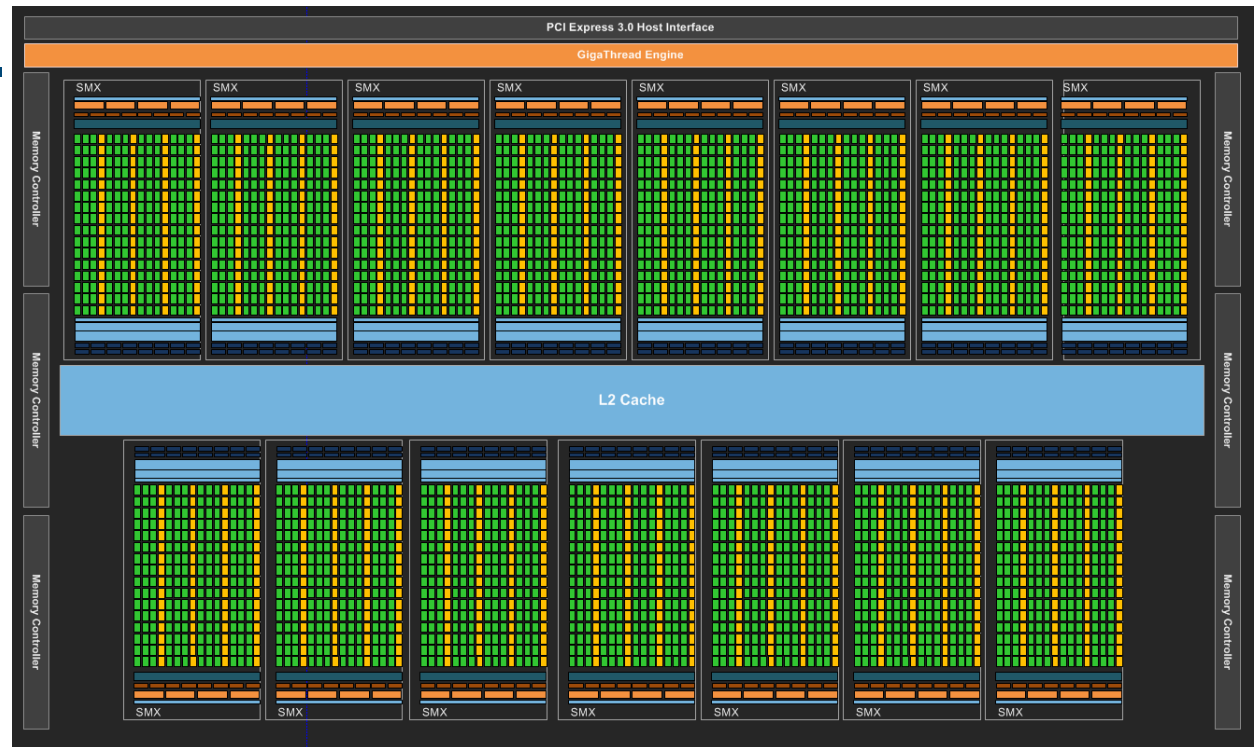 PCI Express 3.0 Host Interface
GigaThread Engine
SMX
SMX
SMX
SMX
SMX
SMX
SMX
SMX
Memory Controller
Memory Controller
Memory Controller
Memory Controller
L2 Cache
Memory Controller
Memory Controller
SMX
SMX
SMX
SMX
SMX
SMX
SMX